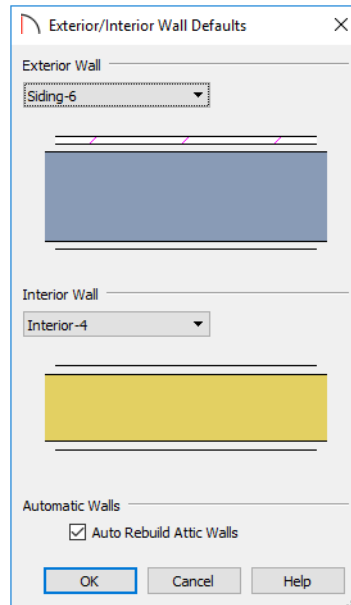 Exterior/Interior Wall Defaults
Exterior Wall
Siding-6
Interior Wall
Interior-4
Automatic Walls
Auto Rebuild Attic Walls
OK Cancel Help